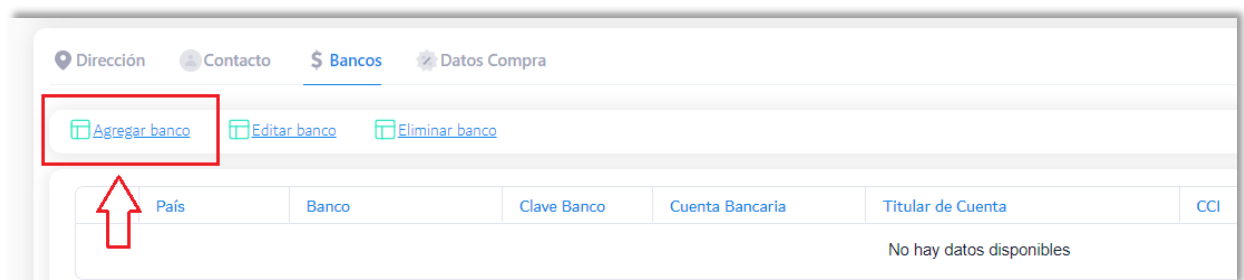 Dirección Contacto $ Bancos Datos Compra
Agregar banco Editar banco Eliminar banco
País Banco Clave Banco Cuenta Bancaria Titular de Cuenta CCI
No hay datos disponibles